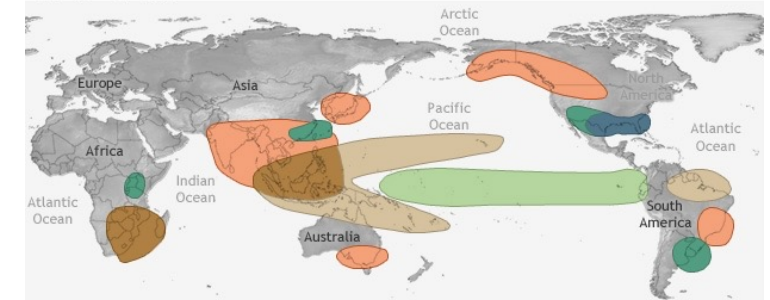 Arctic
Ocean
Europe
Asia
North
America
Pacific
Ocean
Atlantic
Ocean
Africa
Indian
Ocean
Atlantic
Ocean
South
America
Australia